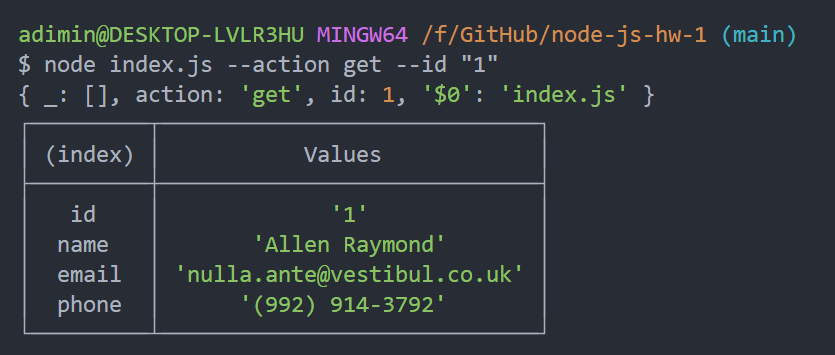 adimin@DESKTOP-LVLR3HU MINGW64 /f/GitHub/node-js-hw-1 (main)
$ node index.js --action get --id "1"
{ _: [], action: 'get', id: 1, '$0': 'index.js' }
(index) Values
id '1'
name 'Allen Raymond'
email 'nulla.ante@vestibul.co.uk'
phone '(992) 914-3792'